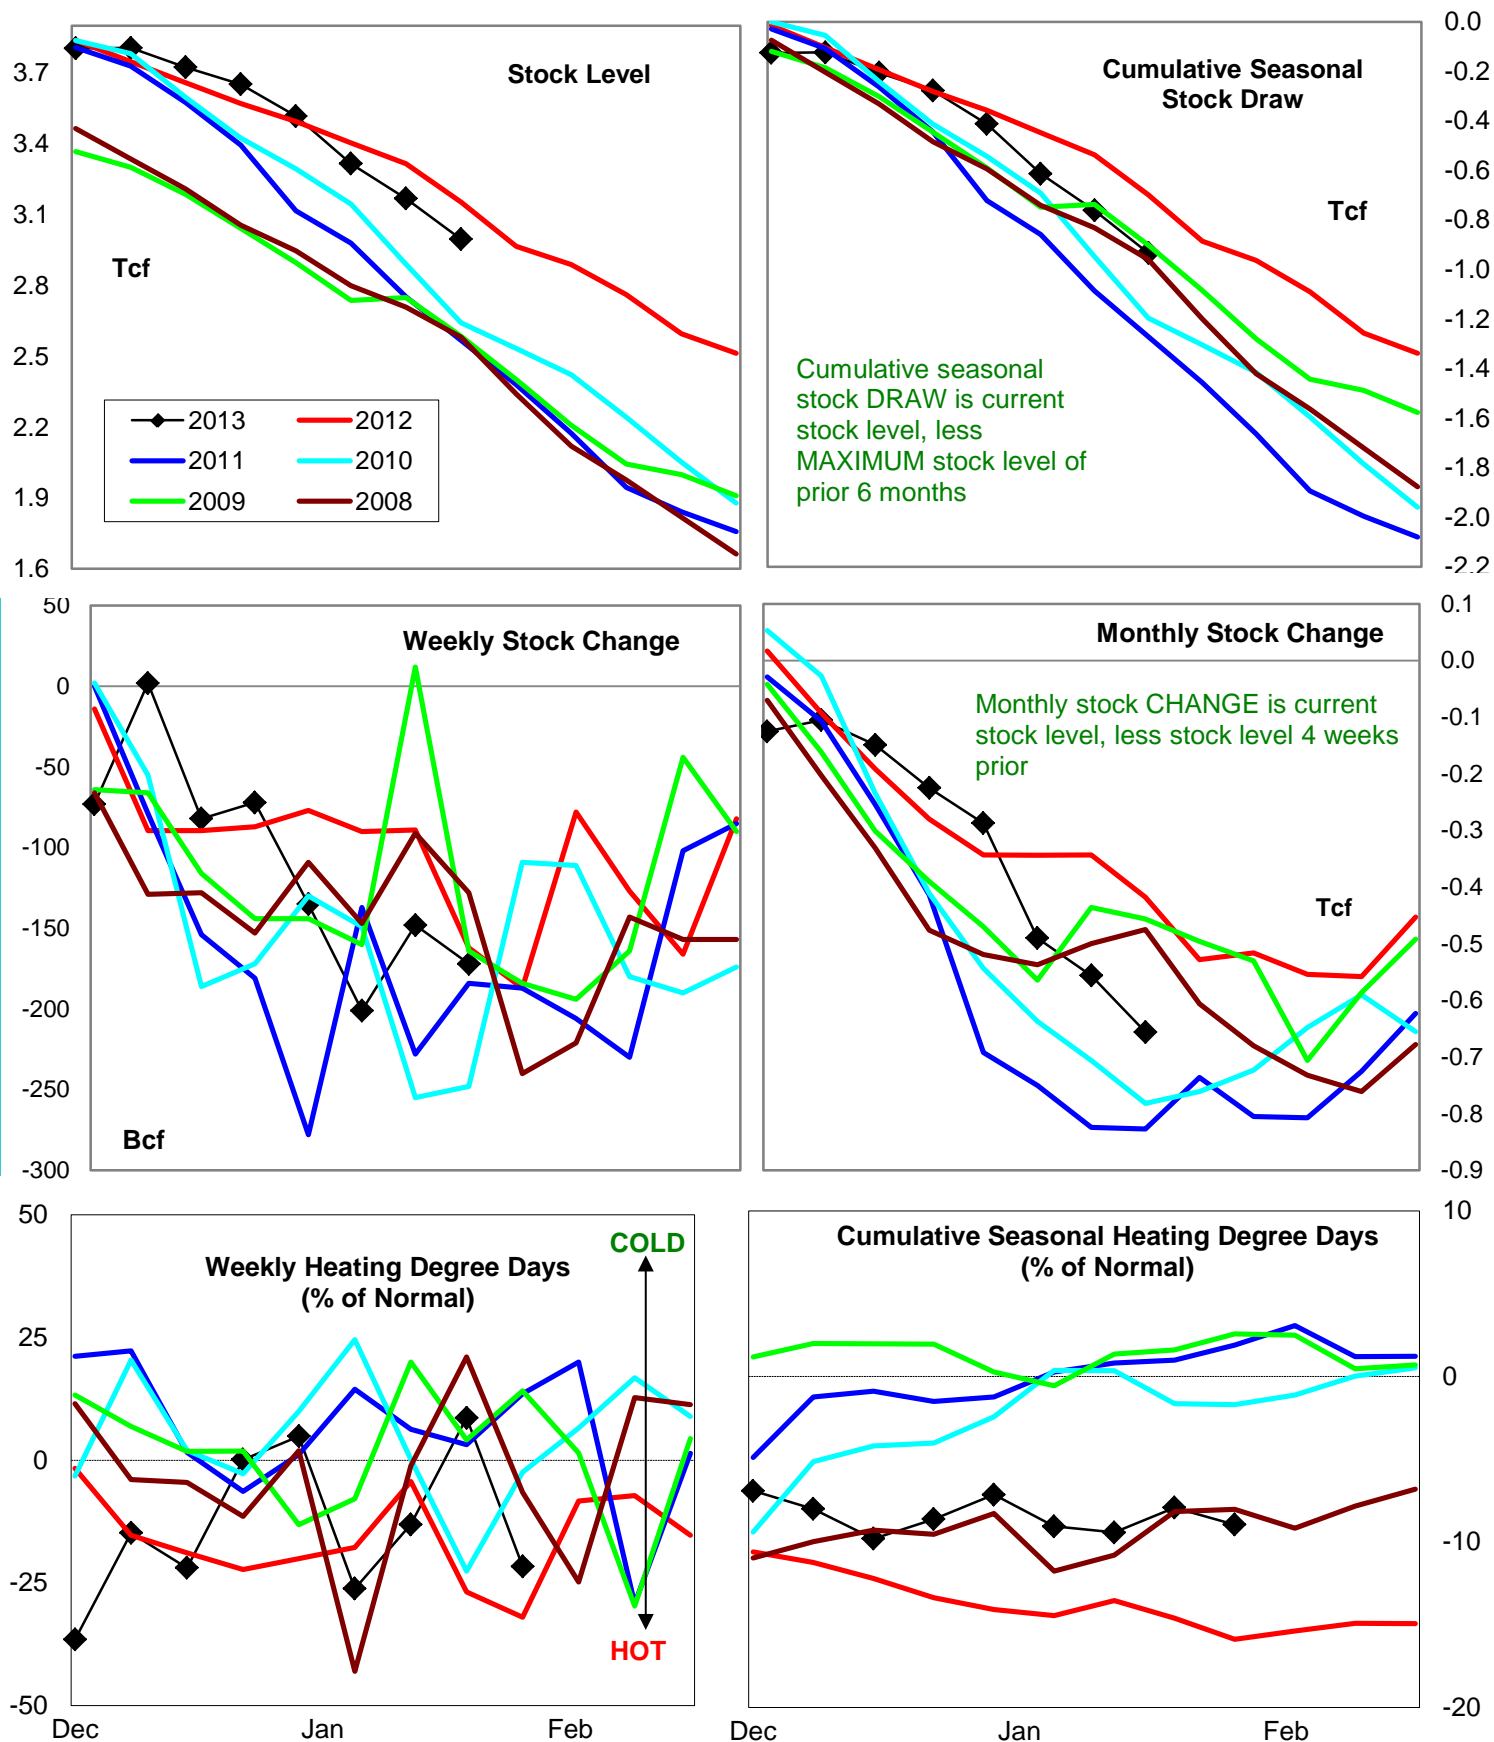 Stock Level
3.7
3.4
3.1
2.8
2.5
2.2
1.9
1.6
Tcf
2013
2012
2011
2010
2009
2008
Cumulative Seasonal
Stock Draw
0.0
-0.2
-0.4
-0.6
-0.8
-1.0
-1.2
-1.4
-1.6
-1.8
-2.0
-2.2
Tcf
Cumulative seasonal
stock DRAW is current
stock level, less
MAXIMUM stock level of
prior 6 months
Weekly Stock Change
50
0
-50
-100
-150
-200
-250
-300
Bcf
Monthly Stock Change
0.1
0.0
-0.1
-0.2
-0.3
-0.4
-0.5
-0.6
-0.7
-0.8
-0.9
Monthly stock CHANGE is current
stock level, less stock level 4 weeks
prior
Tcf
Weekly Heating Degree Days
(% of Normal)
50
25
0
-25
-50
COLD
HOT
Dec
Jan
Feb
Cumulative Seasonal Heating Degree Days
(% of Normal)
10
0
-10
-20
Dec
Jan
Feb